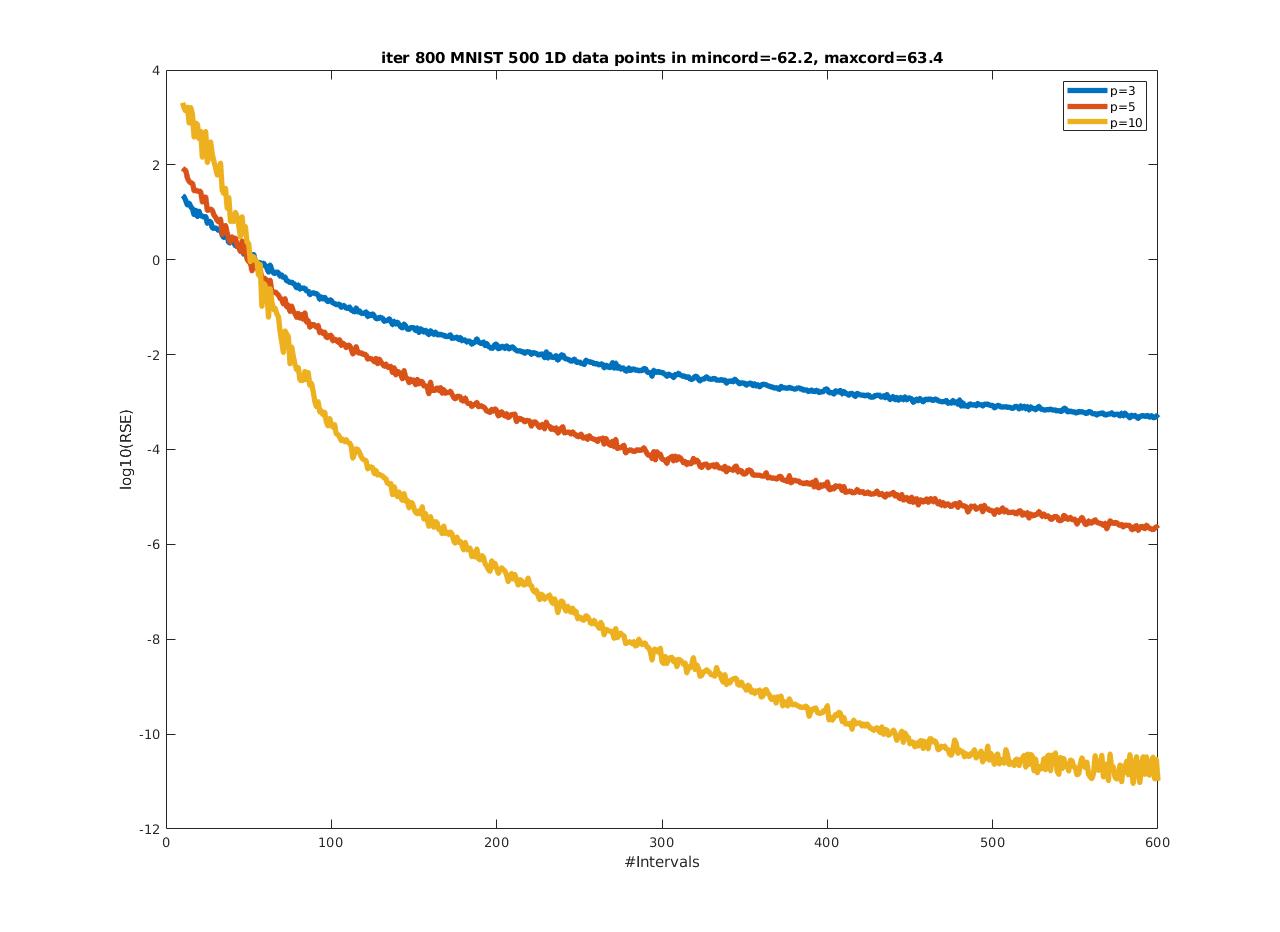 iter 800 MNIST 500 1D data points in mincord=-62.2, maxcord=63.4
4
2
0
-2
-4
-6
-8
-10
-12
log10(RSE)
p=3
p=5
p=10
0 100 200 300 400 500 600
#Intervals